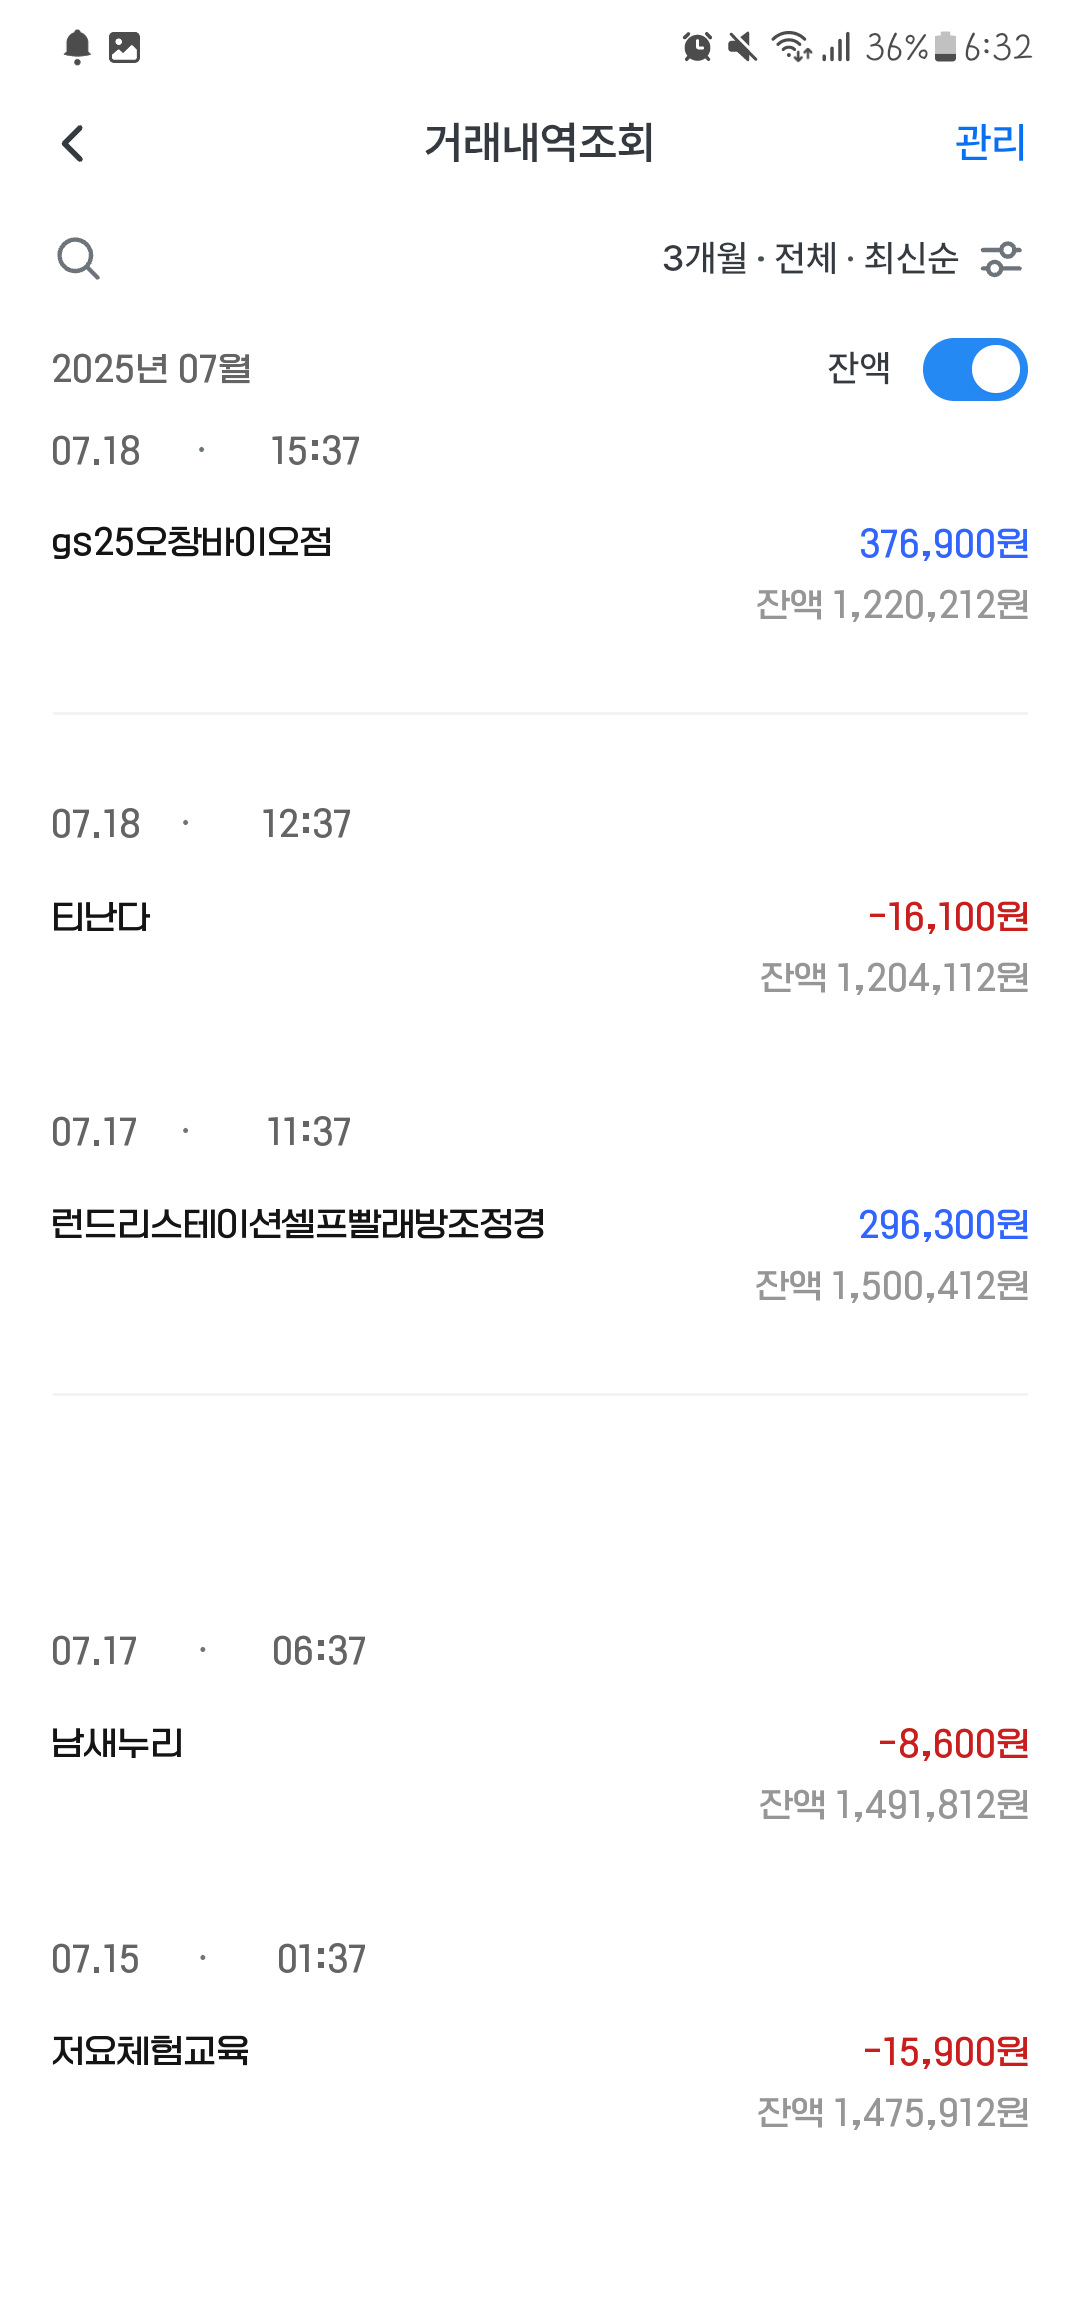 36% 6:32
거래내역조회 관리
3개월 · 전체 · 최신순
2025년 07월 잔액
07.18 · 15:37
gs25오창바이오점 376,900원
잔액 1,220,212원
07.18 · 12:37
티난다 -16,100원
잔액 1,204,112원
07.17 · 11:37
런드리스테이션셀프빨래방조정경 296,300원
잔액 1,500,412원
07.17 · 06:37
남새누리 -8,600원
잔액 1,491,812원
07.15 · 01:37
저요체험교육 -15,900원
잔액 1,475,912원